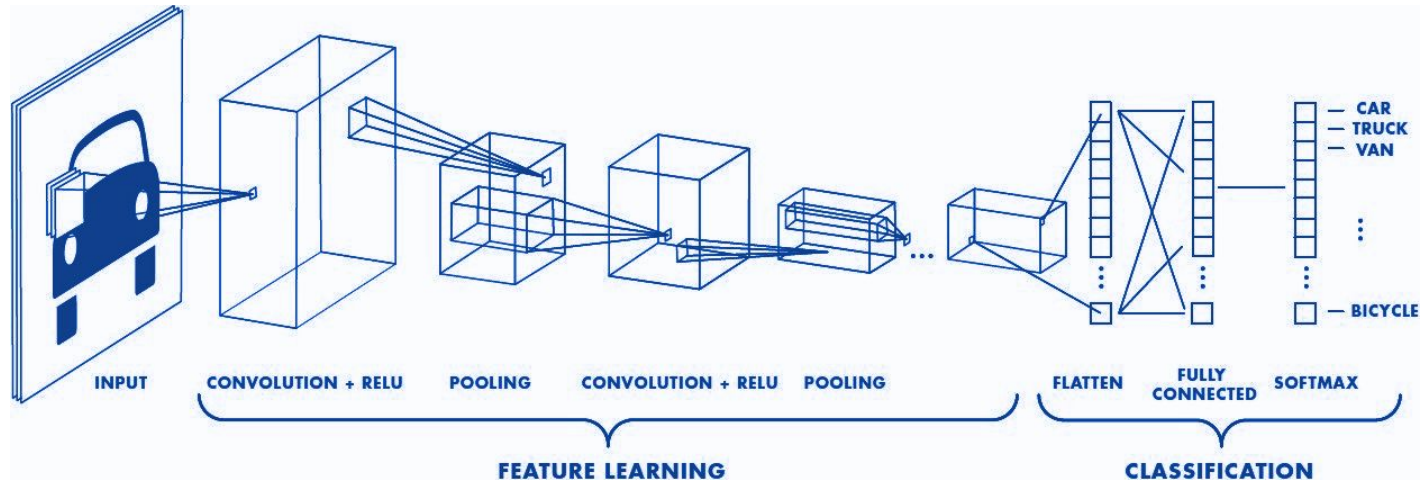 CAR
TRUCK
VAN
BICYCLE
INPUT
CONVOLUTION + RELU
POOLING
CONVOLUTION + RELU
POOLING
FLATTEN
FULLY
CONNECTED
SOFTMAX
FEATURE LEARNING
CLASSIFICATION